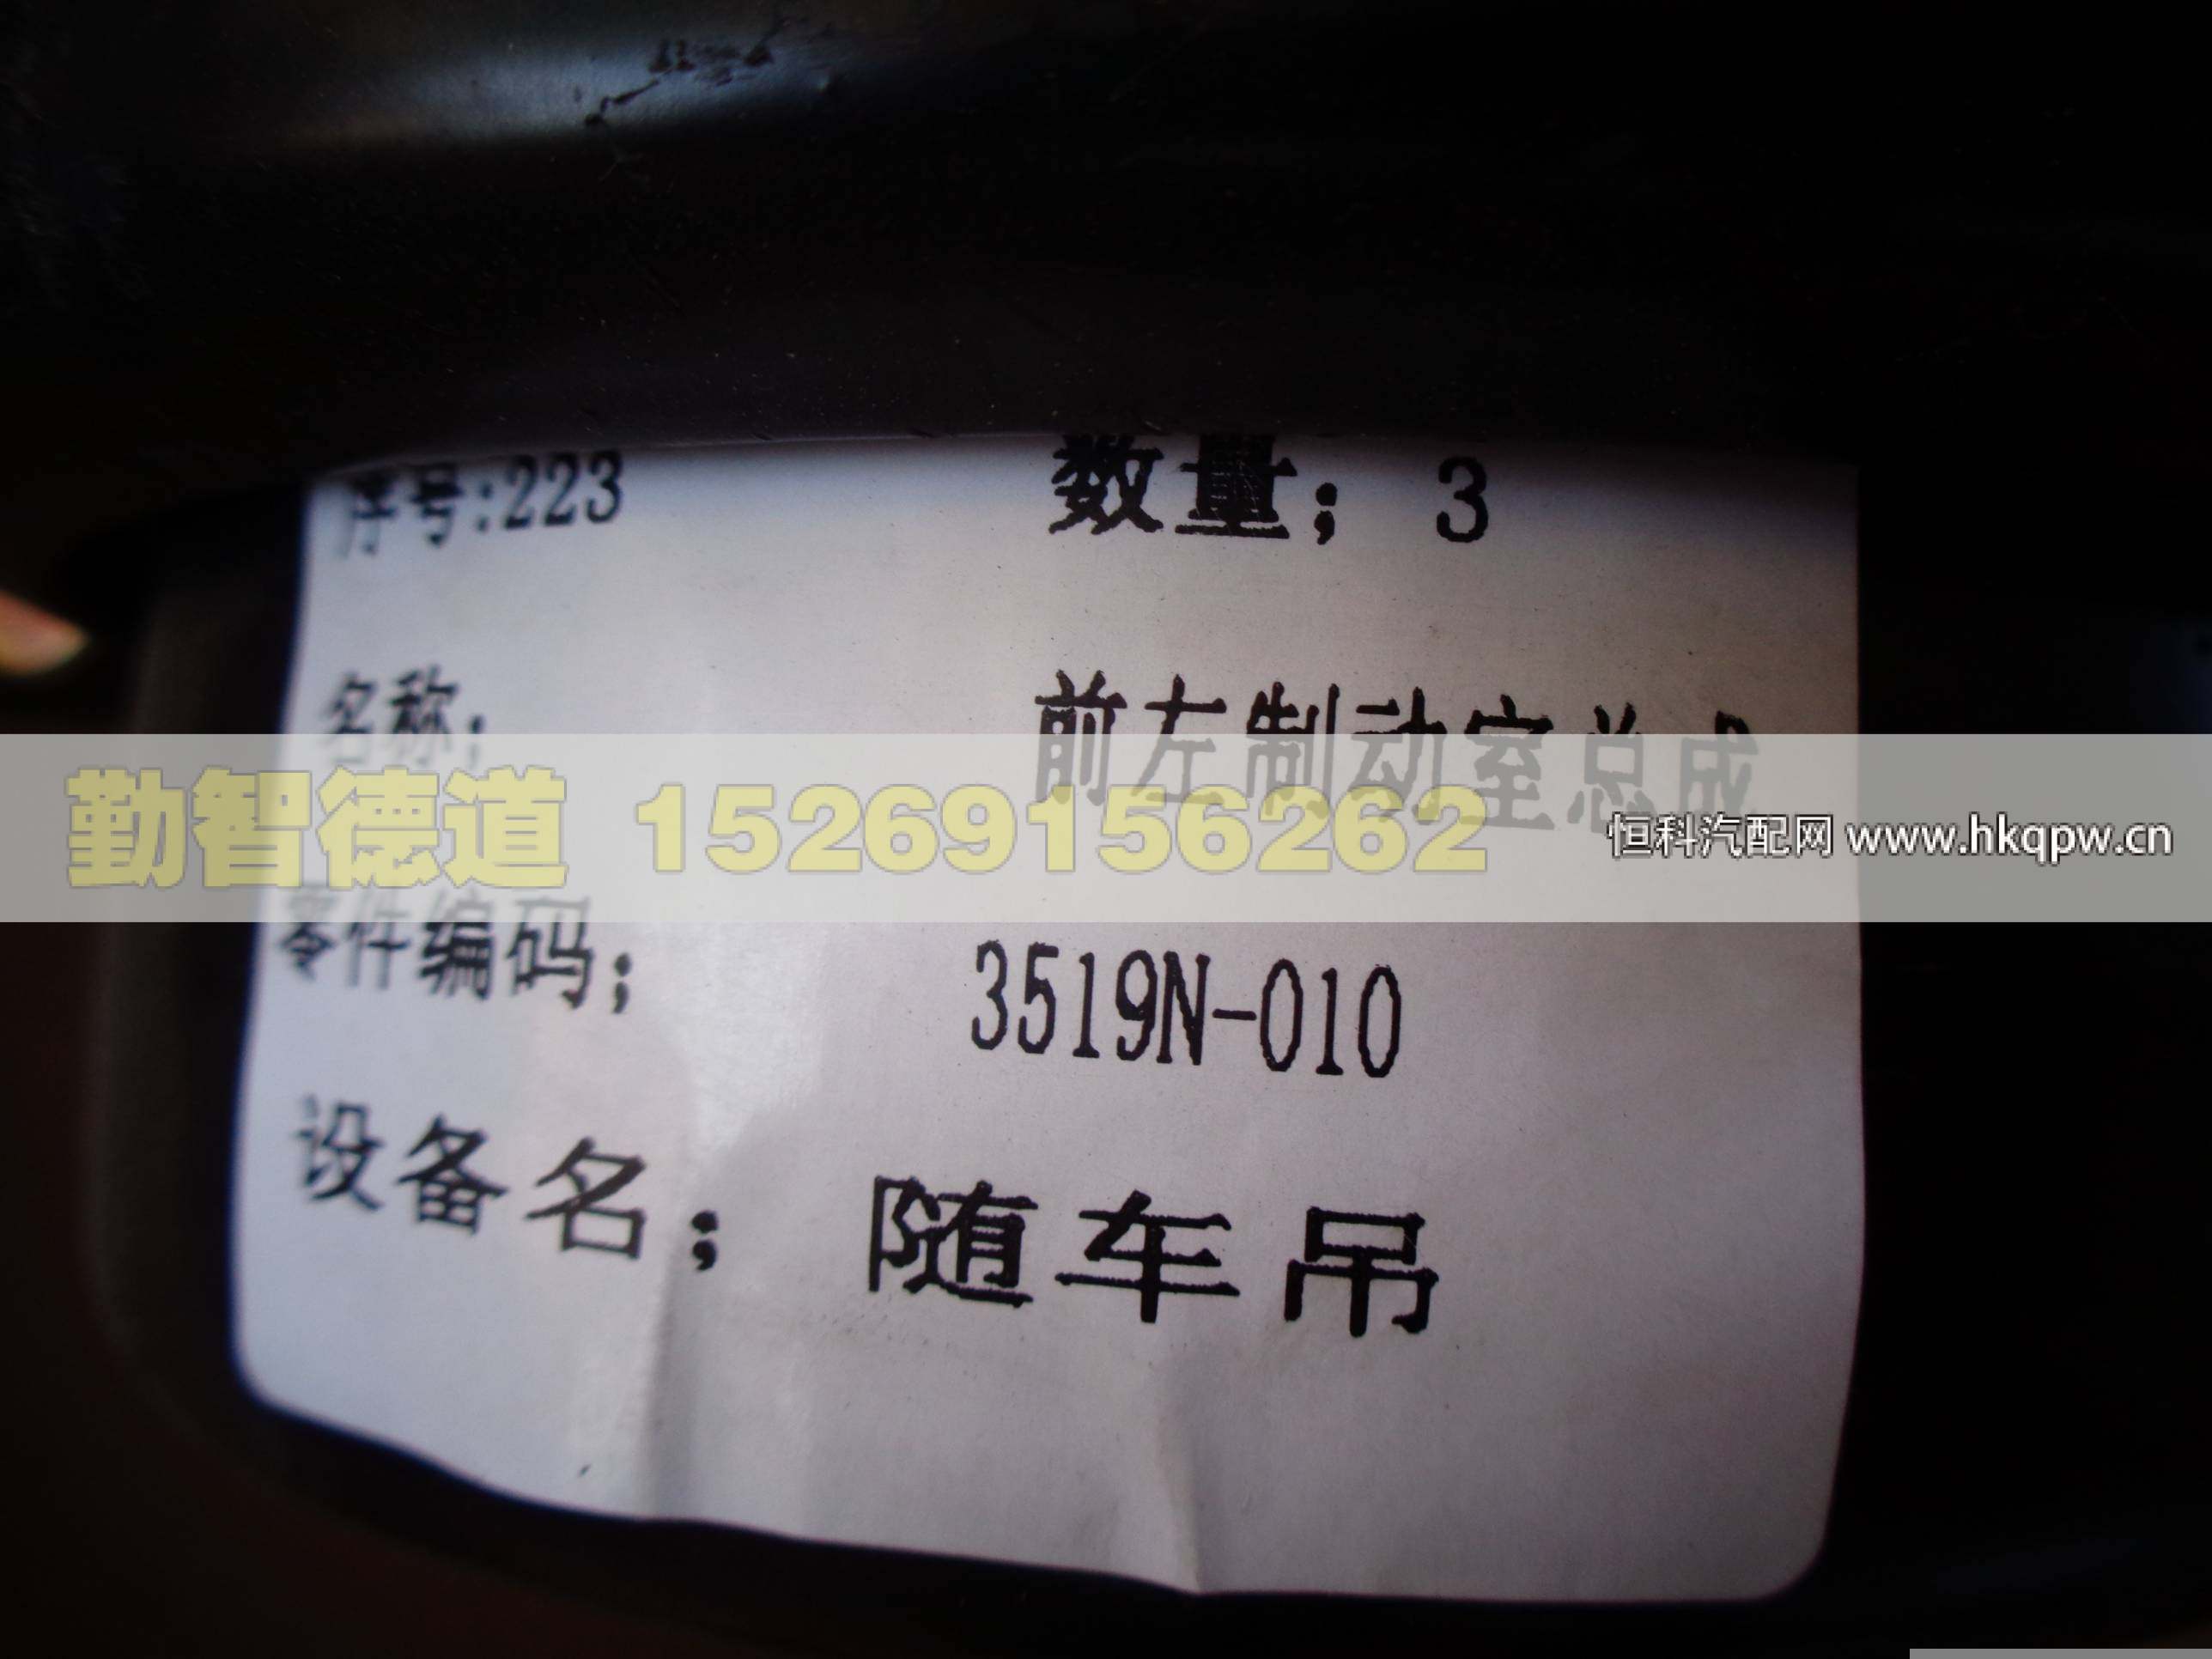 序号:223 数量; 3
名称; 前左制动室总成
勤智德道 15269156262
恒科汽配网 www.hkqpw.cn
零件编码; 3519N-010
设备名; 随车吊